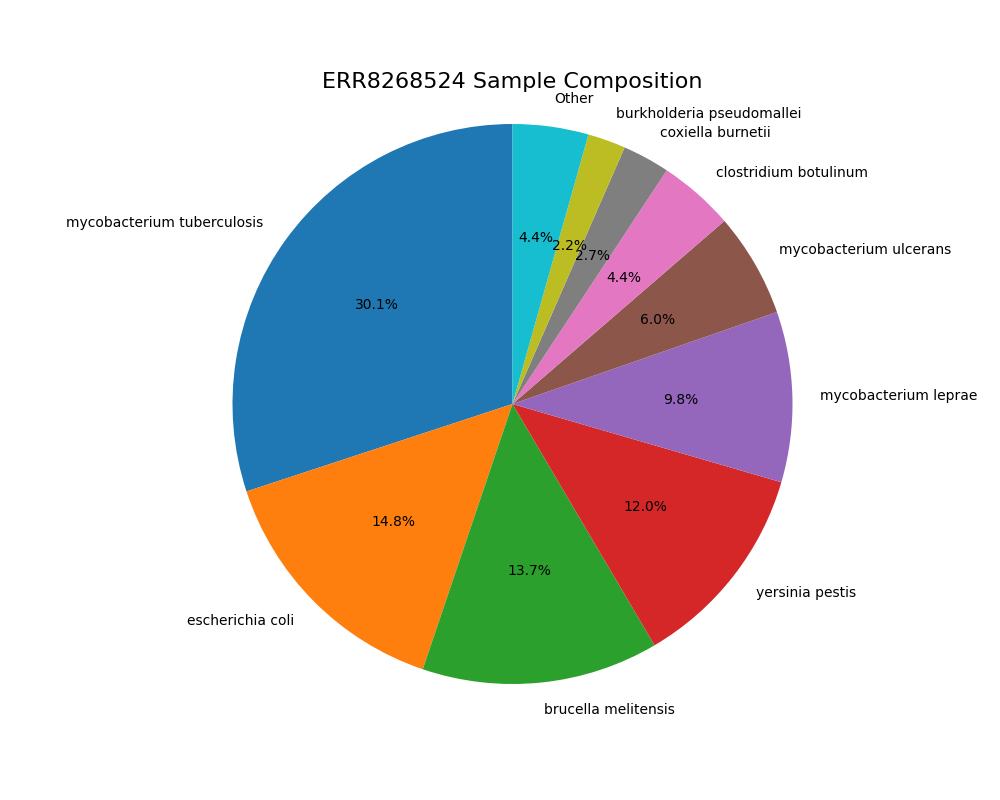 ERR8268524 Sample Composition
Other
burkholderia pseudomallei
coxiella burnetii
clostridium botulinum
mycobacterium ulcerans
mycobacterium tuberculosis
mycobacterium leprae
yersinia pestis
escherichia coli
brucella melitensis
4.4%
2.2%
2.7%
4.4%
30.1%
6.0%
9.8%
12.0%
14.8%
13.7%